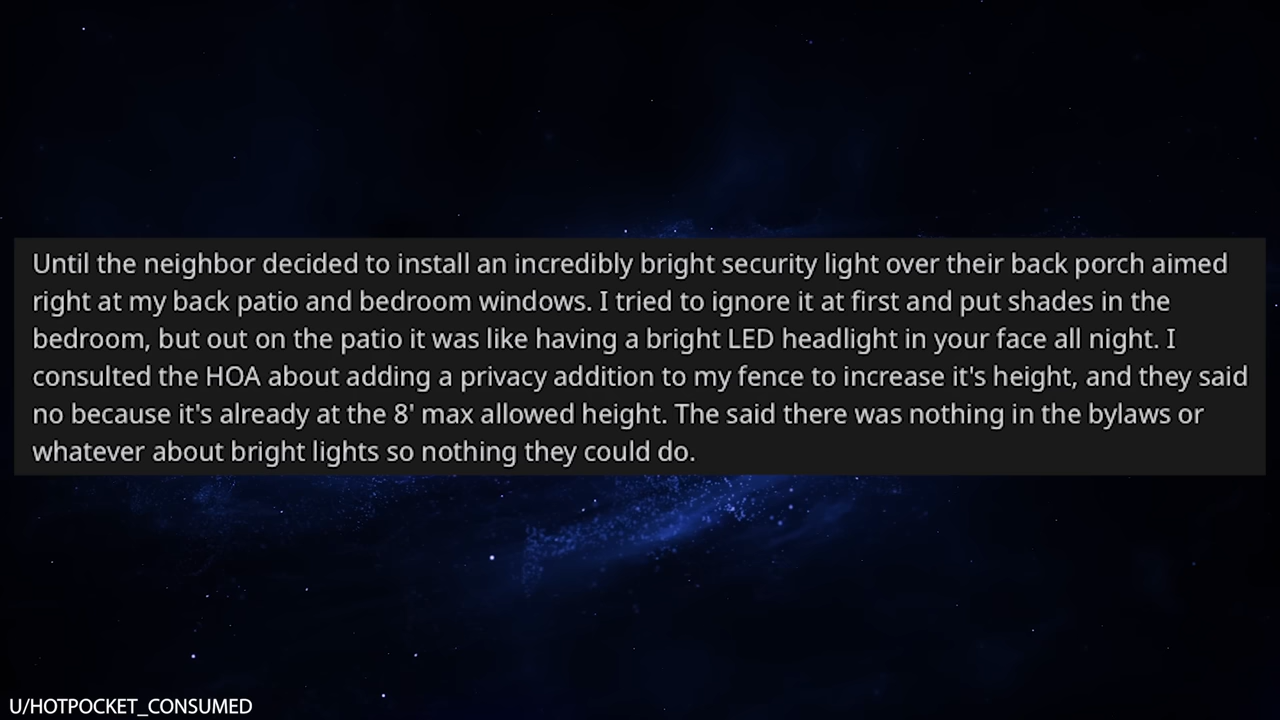 Until the neighbor decided to install an incredibly bright security light over their back porch aimed
right at my back patio and bedroom windows. I tried to ignore it at first and put shades in the
bedroom, but out on the patio it was like having a bright LED headlight in your face all night. I
consulted the HOA about adding a privacy addition to my fence to increase it's height, and they said
no because it's already at the 8' max allowed height. The said there was nothing in the bylaws or
whatever about bright lights so nothing they could do.
U/HOTPOCKET_CONSUMED